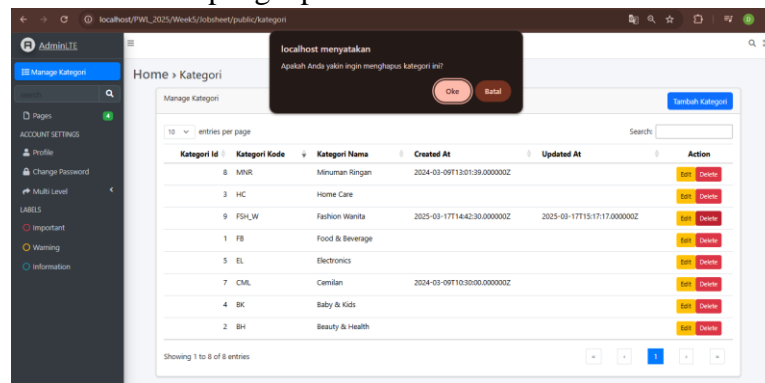 localhost/PWL_2025/Week5/Jobsheet/public/kategori
AdminLTE
localhost menyatakan
Apakah Anda yakin ingin menghapus kategori ini?
Oke
Batal
Manage Kategori
Home > Kategori
Manage Kategori
Tambah Kategori
Pages 4
ACCOUNT SETTINGS
Profile
Change Password
Multi Level
LABELS
Important
Warning
Information
10 entries per page
Search:
Kategori Id Kategori Kode Kategori Nama Created At Updated At Action
8 MNR Minuman Ringan 2024-03-09T13:01:39.000000Z Edit Delete
3 HC Home Care Edit Delete
9 FSH_W Fashion Wanita 2025-03-17T14:42:30.000000Z 2025-03-17T15:17:17.000000Z Edit Delete
1 FB Food & Beverage Edit Delete
5 EL Electronics Edit Delete
7 CML Cemilan 2024-03-09T10:30:00.000000Z Edit Delete
4 BK Baby & Kids Edit Delete
2 BH Beauty & Health Edit Delete
Showing 1 to 8 of 8 entries
« ‹ 1 › »